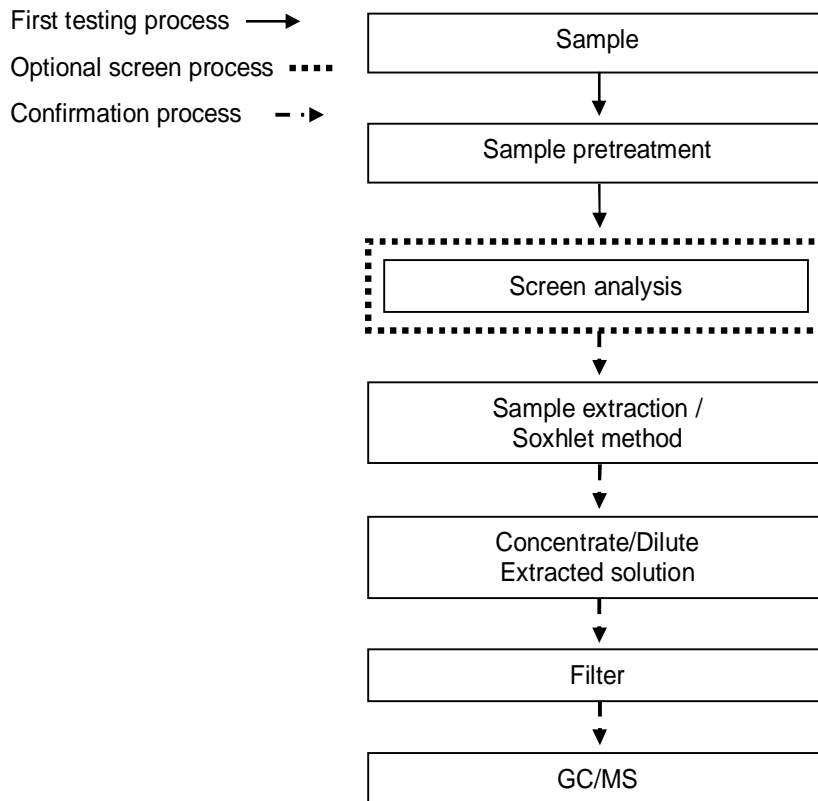 First testing process
Optional screen process
Confirmation process
Sample
Sample pretreatment
Screen analysis
Sample extraction /
Soxhlet method
Concentrate/Dilute
Extracted solution
Filter
GC/MS